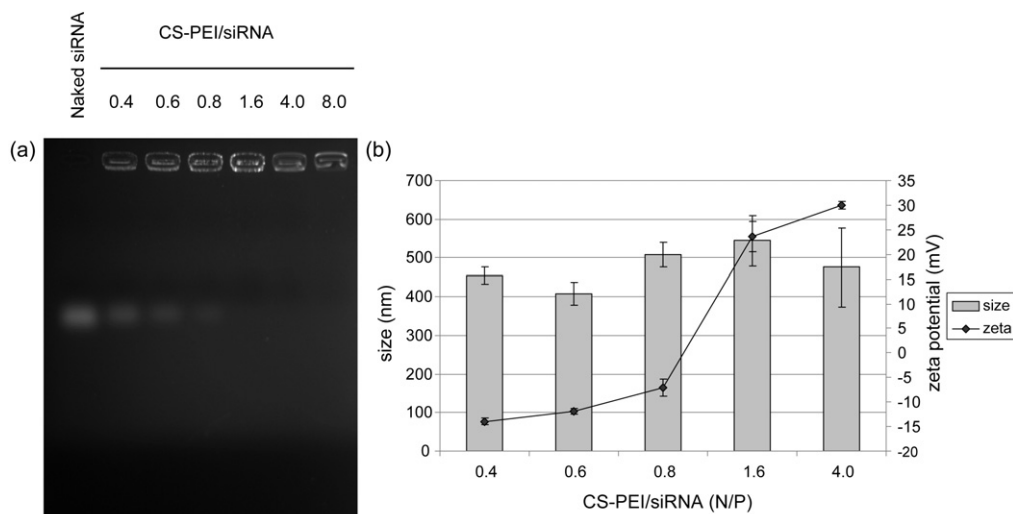 Naked siRNA
CS-PEI/siRNA
0.4 0.6 0.8 1.6 4.0 8.0
(a)
(b)
700
600
500
400
300
200
100
0
size (nm)
35
30
25
20
15
10
5
0
-5
-10
-15
-20
zeta potential (mV)
size
zeta
0.4 0.6 0.8 1.6 4.0
CS-PEI/siRNA (N/P)